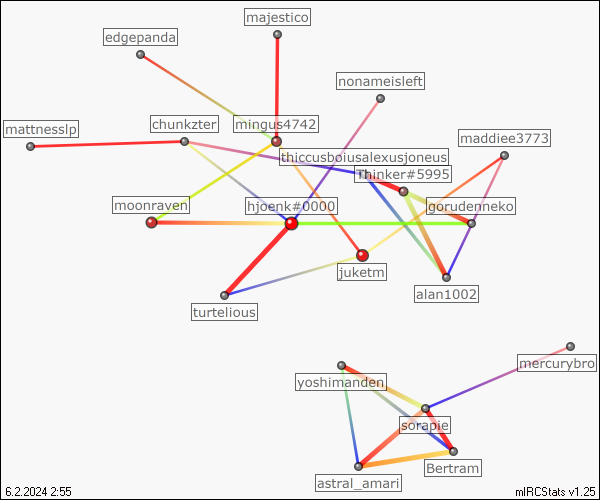 majestico
edgepanda
nonameisleft
mattnesslp
chunkzter
mingus4742
maddiee3773
thiccusboiusalexusjoneus
Thinker#5995
moonraven
hjoenk#0000
gorudenneko
juketm
alan1002
turtelious
mercurybro
yoshimanden
sorapie
Bertram
astral_amari
6.2.2024 2:55
mIRCStats v1.25